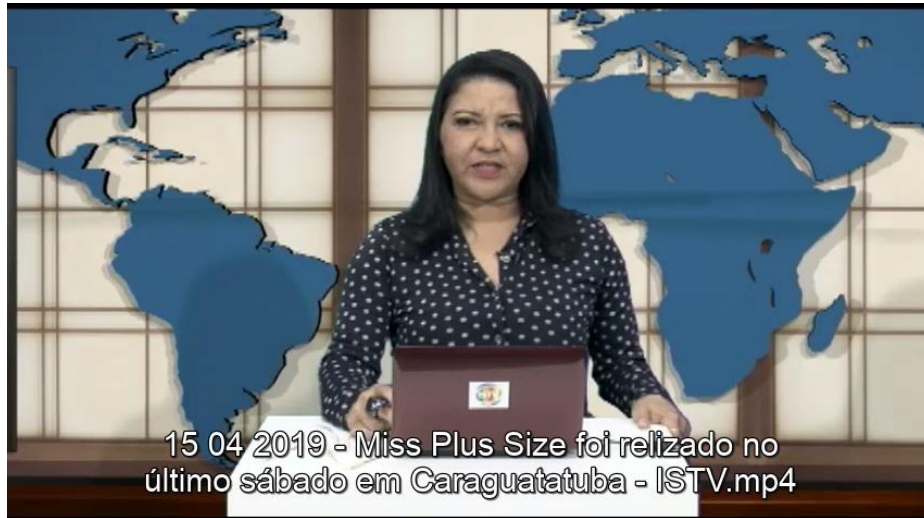 15 04 2019 - Miss Plus Size foi relizado no
último sábado em Caraguatatuba - ISTV.mp4